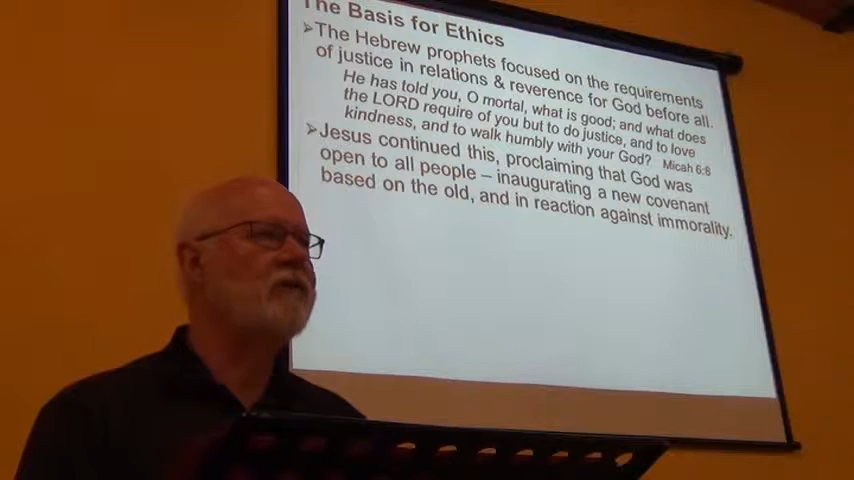 The Basis for Ethics
➢The Hebrew prophets focused on the requirements
of justice in relations & reverence for God before all.
He has told you, O mortal, what is good; and what does
the LORD require of you but to do justice, and to love
kindness, and to walk humbly with your God? Micah 6:8
➢Jesus continued this, proclaiming that God was
open to all people – inaugurating a new covenant
based on the old, and in reaction against immorality.